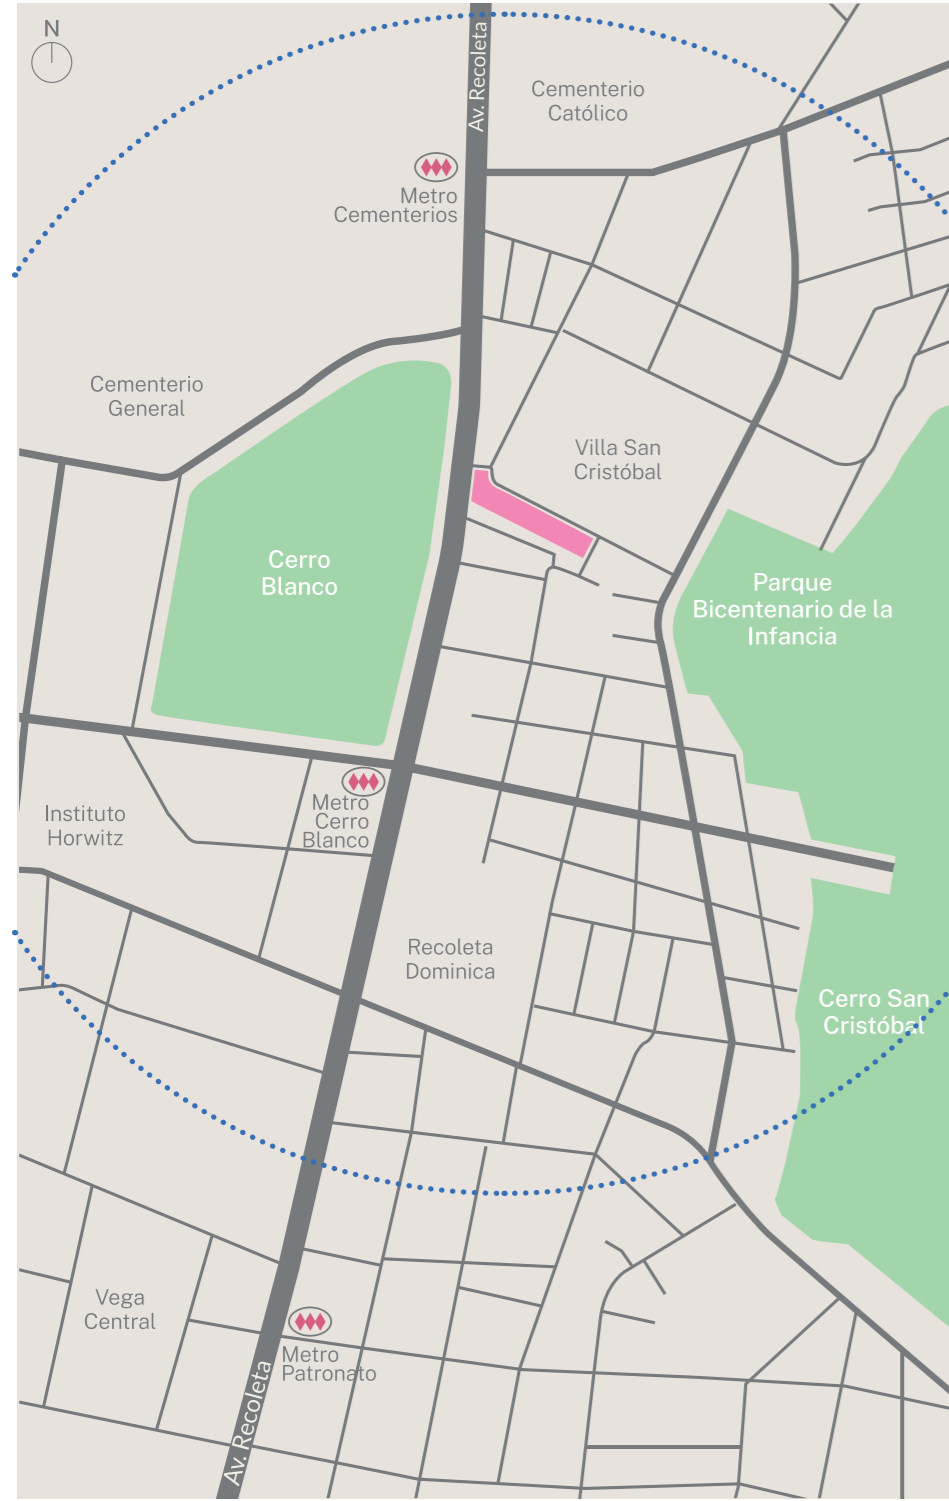 N
Av. Recoleta
Cementerio
Católico
Metro
Cementerios
Cementerio
General
Villa San
Cristóbal
Cerro
Blanco
Parque
Bicentenario de la
Infancia
Metro
Cerro
Blanco
Instituto
Horwitz
Recoleta
Dominica
Cerro San
Cristóbal
Vega
Central
Metro
Patronato
Av. Recoleta